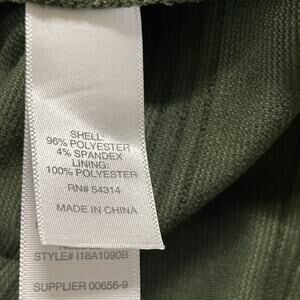 SHELL:
96% POLYESTER
4% SPANDEX
LINING:
100% POLYESTER
RN# 54314
MADE IN CHINA
STYLE# I18A1090B
SUPPLIER 00656-9